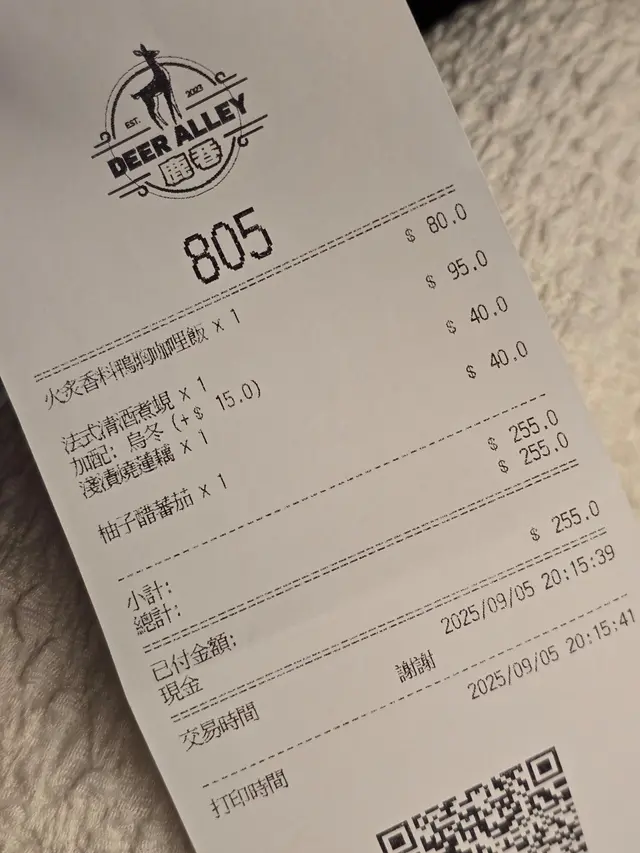 EST. 2023
DEER ALLEY
鹿巷
805
火炙香料鴨胸咖喱飯 x 1 $ 80.0
法式清酒煮蜆 x 1 $ 95.0
加配: 烏冬 (+$ 15.0)
淺漬燒蓮藕 x 1 $ 40.0
柚子醋蕃茄 x 1 $ 40.0
小計: $ 255.0
總計: $ 255.0
已付金額:
現金 $ 255.0
交易時間 2025/09/05 20:15:39
謝謝
打印時間 2025/09/05 20:15:41